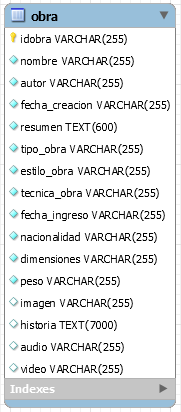 obra
idobra VARCHAR(255)
nombre VARCHAR(255)
autor VARCHAR(255)
fecha_creacion VARCHAR(255)
resumen TEXT(600)
tipo_obra VARCHAR(255)
estilo_obra VARCHAR(255)
tecnica_obra VARCHAR(255)
fecha_ingreso VARCHAR(255)
nacionalidad VARCHAR(255)
dimensiones VARCHAR(255)
peso VARCHAR(255)
imagen VARCHAR(255)
historia TEXT(7000)
audio VARCHAR(255)
video VARCHAR(255)
Indexes